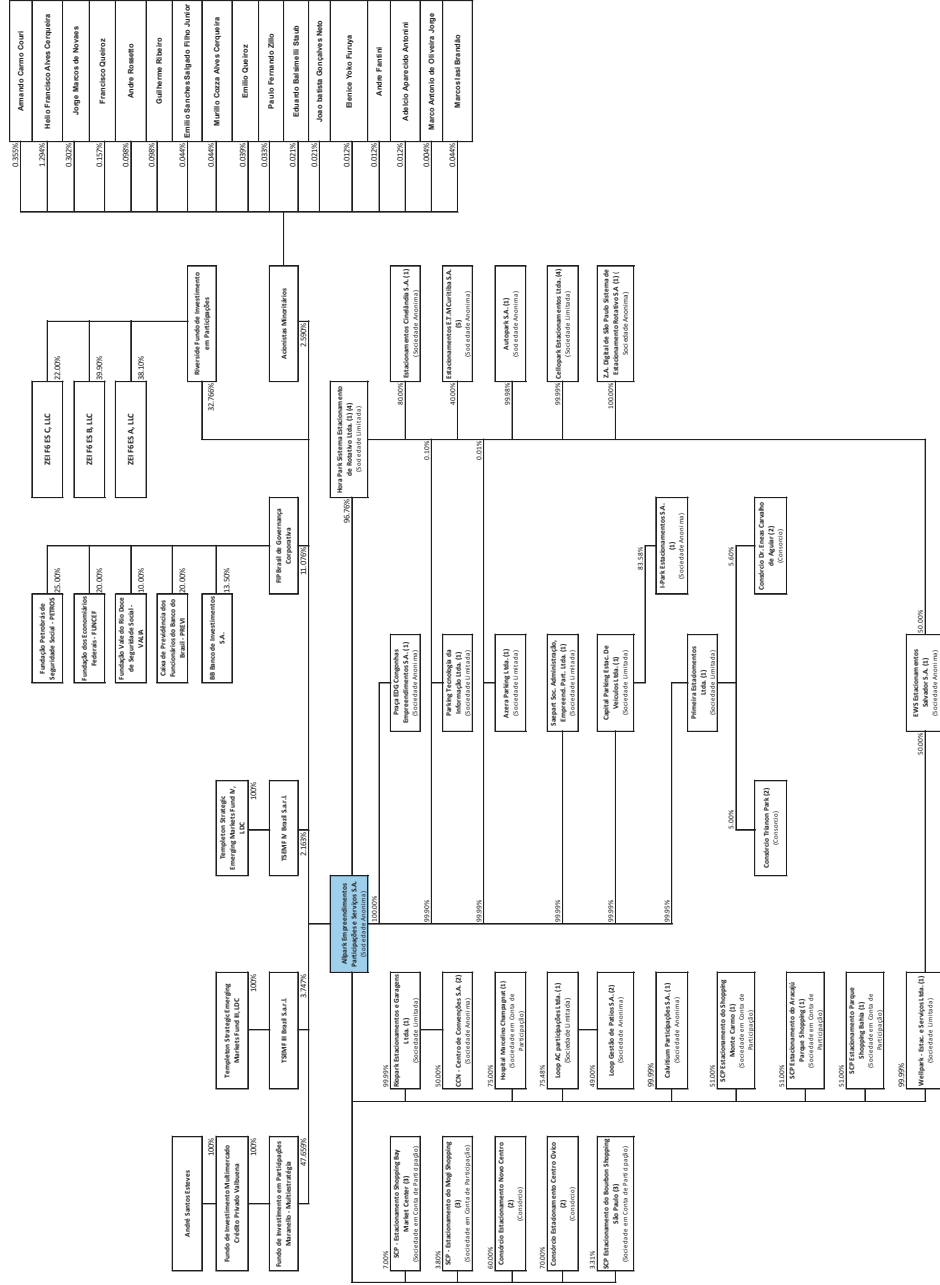 André Santos Esteves
100%
Fundo de Investimento Multimercado
Crédito Privado Valbuena
100%
Fundo de Investimento em Participações
Maranello - Multiestratégia
47.659%
Templeton Strategic Emerging
Markets Fund III, LDC
100%
TSEMF III Brazil S.a.r.l.
3.747%
Templeton Strategic
Emerging Markets Fund IV,
LDC
100%
TSEMF IV Brazil S.a.r.l.
2.163%
Fundação Petrobrás de
Seguridade Social - PETROS
25.00%
Fundação dos Economiários
Federais - FUNCEF
20.00%
Fundação Vale do Rio Doce
de Seguridade Social -
VALIA
10.00%
Caixa de Previdência dos
Funcionários do Banco do
Brasil - PREVI
20.00%
BB Banco de Investimentos
S.A.
13.50%
FIP Brasil de Governança
Corporativa
11.076%
ZEI F6 ES C, LLC
22.00%
ZEI F6 ES B, LLC
39.90%
ZEI F6 ES A, LLC
38.10%
Riverside Fundo de Investimento
em Participações
32.766%
Acionistas Minoritários
2.590%
Armando Carmo Couri
0.355%
Helio Francisco Alves Cerqueira
1.294%
Jorge Marcos de Novaes
0.302%
Francisco Queiroz
0.157%
Andre Rossetto
0.098%
Guilherme Ribeiro
0.098%
Emilio Sanches Salgado Filho Junior
0.044%
Murillo Cozza Alves Cerqueira
0.044%
Emilio Queiroz
0.039%
Paulo Fernando Zillo
0.033%
Eduardo Balsimelli Staub
0.021%
Joao batista Gonçalves Neto
0.021%
Elenice Yoko Furuya
0.012%
Andre Fantini
0.012%
Adelcio Aparecido Antonini
0.012%
Marco Antonio de Oliveira Jorge
0.004%
Marcos Iasi Brandão
0.044%
Allpark Empreendimentos
Participações e Serviços S.A.
(Sociedade Anonima)
96.76%
Hora Park Sistema Estacionamento
de Rotativo Ltda. (1) (4)
(Sociedade Limitada)
7.00%
SCP - Estacionamento Shopping Bay
Market Center (3)
(Sociedade em Conta de Participação)
3.80%
SCP - Estacionamento do Mogi Shopping
(3)
(Sociedade em Conta de Participação)
60.00%
Consórcio Estacionamento Novo Centro
(2)
(Consórcio)
70.00%
Consórcio Estacionamento Centro Cívico
(2)
(Consórcio)
3.31%
SCP Estacionamento do Bourbon Shopping
São Paulo (3)
(Sociedade em Conta de Participação)
99.99%
Riopark Estacionamentos e Garagens
Ltda. (1)
(Sociedade Limitada)
50.00%
CCN - Centro de Convenções S.A. (2)
(Sociedade Anonima)
75.00%
Hospital Marcelino Champagnat (1)
(Sociedade em Conta de
Participação)
75.48%
Loop AC participações Ltda. (1)
(Sociedade Limitada)
49.00%
Loop Gestão de Patios S.A. (2)
(Sociedade Anonima)
99.99%
Calvitium Participações S.A. (1)
(Sociedade Anonima)
51.00%
SCP Estacionamento do Shopping
Monte Carmo (1)
(Sociedade em Conta de
Participação)
51.00%
SCP Estacionamento do Aracajú
Parque Shopping (1)
(Sociedade em Conta de
Participação)
51.00%
SCP Estacionamento Parque
Shopping Bahia (1)
(Sociedade em Conta de
Participação)
99.99%
Wellpark - Estac. e Serviços Ltda. (1)
(Sociedade Limitada)
100.00%
Praça EDG Congonhas
Empreendimentos S.A. (1)
(Sociedade Anonima)
99.90%
Parking Tecnologia da
Informação Ltda. (1)
(Sociedade Limitada)
0.10%
99.99%
Azera Parking Ltda. (1)
(Sociedade Limitada)
0.01%
99.99%
Saepart Soc. Administração,
Empreend. Part. Ltda. (1)
(Sociedade Limitada)
99.99%
Capital Parking Estac. De
Veiculos Ltda. (1)
(Sociedade Limitada)
83.58%
I-Park Estacionamentos S.A.
(1)
(Sociedade Anonima)
99.95%
Primeira Estacionamentos
Ltda. (1)
(Sociedade Limitada)
5.00%
Consórcio Trianon Park (2)
(Consorcio)
5.60%
Consórcio Dr. Eneas Carvalho
de Aguiar (2)
(Consorcio)
50.00%
EWS Estacionamentos
Salvador S.A. (1)
(Sociedade Anonima)
50.00%
80.00%
Estacionamentos Cinelândia S.A. (1)
(Sociedade Anonima)
40.00%
Estacionamentos E.T.M Curitiba S.A.
(5)
(Sociedade Anonima)
99.98%
Autopark S.A. (1)
(Sociedade Anonima)
99.99%
Cellopark Estacionamentos Ltda. (4)
(Sociedade Limitada)
100.00%
Z.A. Digital de São Paulo Sistema de
Estacionamento Rotativo S.A (1) (
Sociedade Anonima)